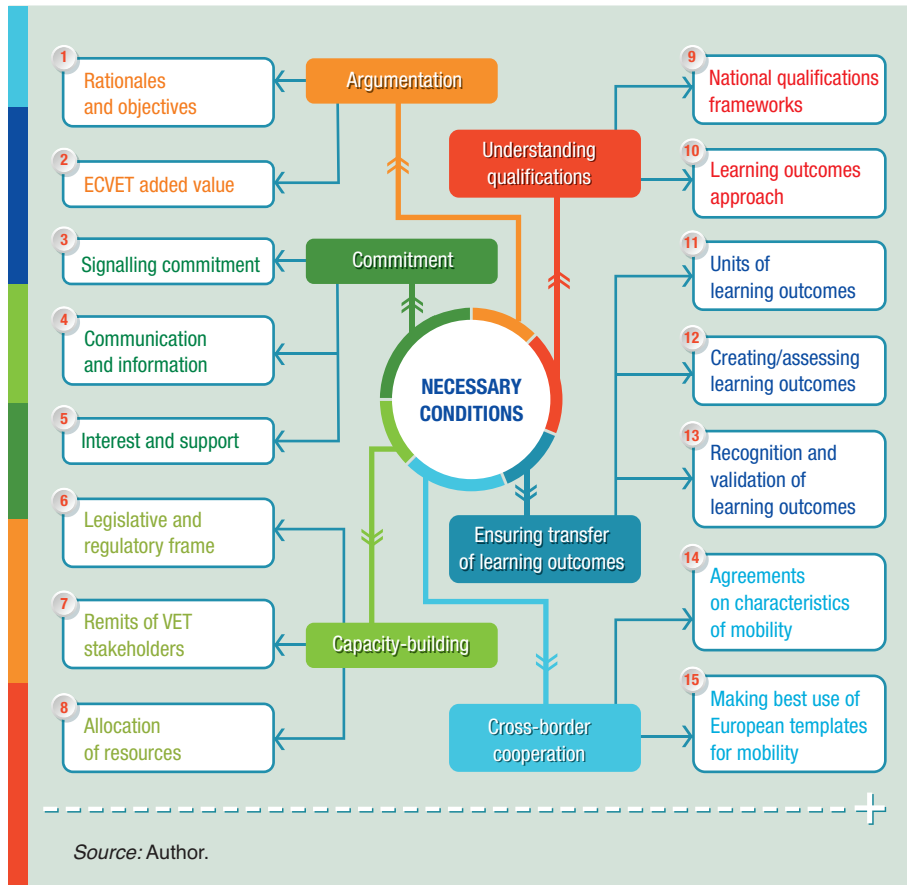 1
Rationales
and objectives
Argumentation
2
ECVET added value
3
Signalling commitment
Commitment
4
Communication
and information
5
Interest and support
6
Legislative and
regulatory frame
7
Remits of VET
stakeholders
Capacity-building
8
Allocation
of resources
NECESSARY
CONDITIONS
Understanding
qualifications
9
National qualifications
frameworks
10
Learning outcomes
approach
11
Units of
learning outcomes
12
Creating/assessing
learning outcomes
13
Recognition and
validation of
learning outcomes
Ensuring transfer
of learning outcomes
14
Agreements
on characteristics
of mobility
Cross-border
cooperation
15
Making best use of
European templates
for mobility
Source: Author.